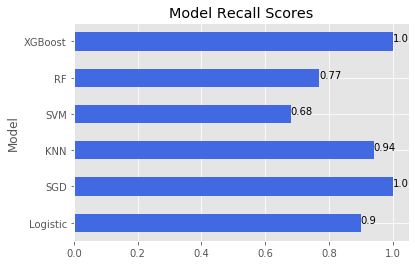 Model Recall Scores
Model
XGBoost 1.0
RF 0.77
SVM 0.68
KNN 0.94
SGD 1.0
Logistic 0.9
0.0 0.2 0.4 0.6 0.8 1.0